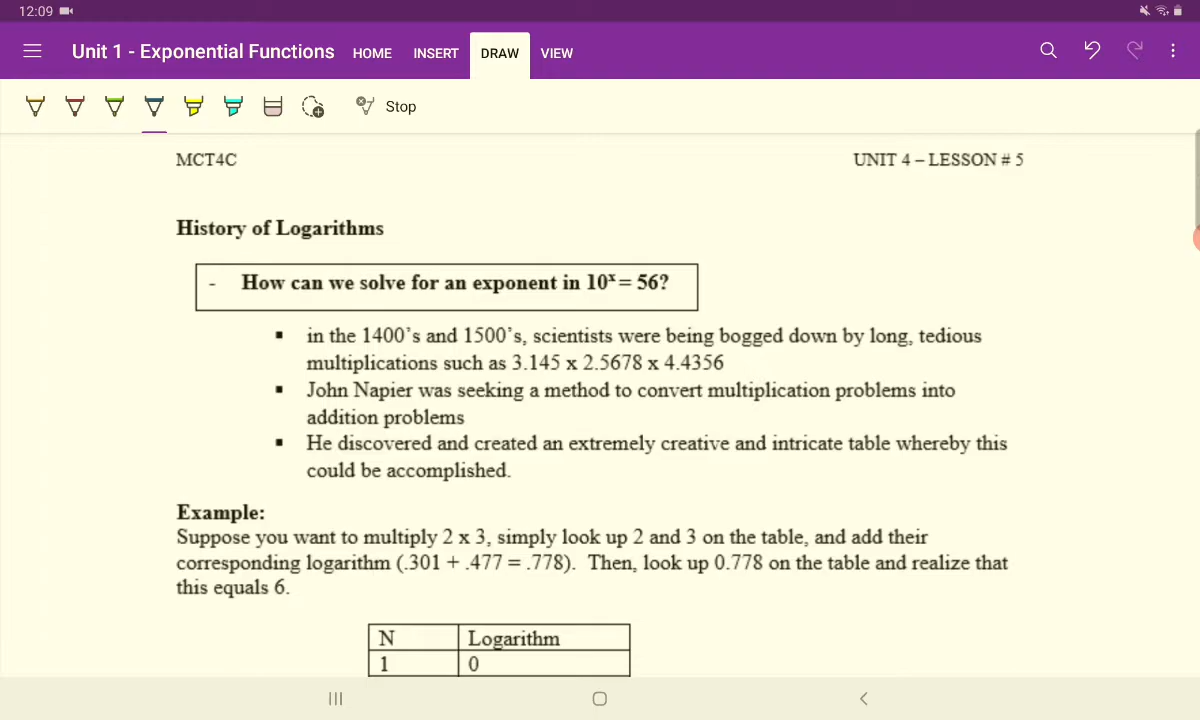 12:09
Unit 1 - Exponential Functions HOME INSERT DRAW VIEW
Stop
MCT4C UNIT 4 – LESSON # 5
History of Logarithms
- How can we solve for an exponent in 10ˣ = 56?
▪ in the 1400's and 1500's, scientists were being bogged down by long, tedious
multiplications such as 3.145 x 2.5678 x 4.4356
▪ John Napier was seeking a method to convert multiplication problems into
addition problems
▪ He discovered and created an extremely creative and intricate table whereby this
could be accomplished.
Example:
Suppose you want to multiply 2 x 3, simply look up 2 and 3 on the table, and add their
corresponding logarithm (.301 + .477 = .778). Then, look up 0.778 on the table and realize that
this equals 6.
N Logarithm
1 0